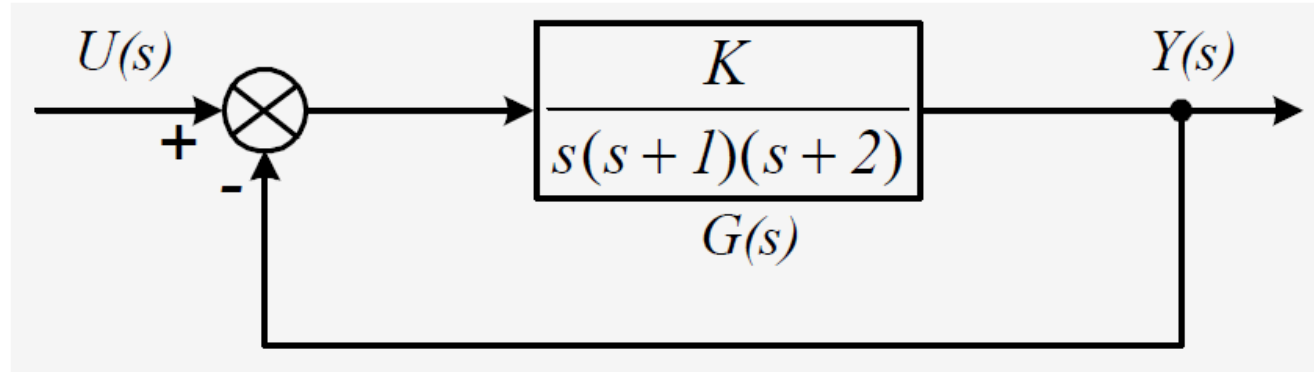 U(s)
K
Y(s)
+
s(s + 1)(s + 2)
-
G(s)